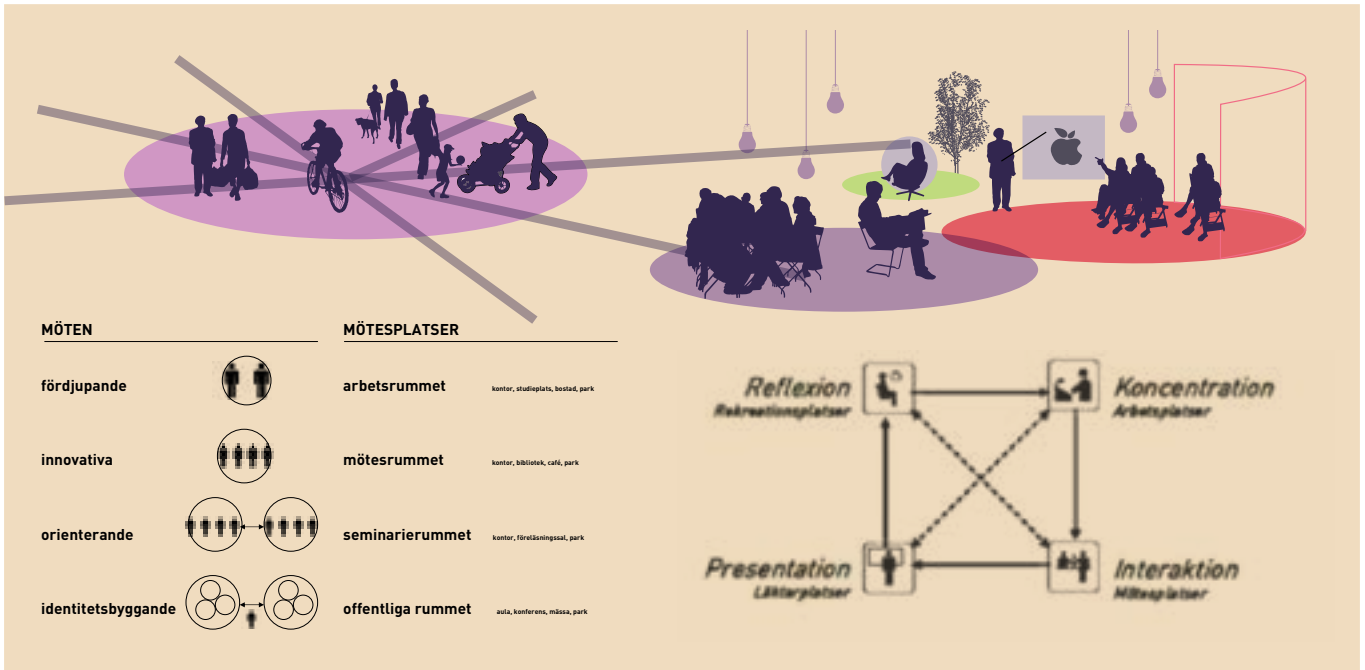 MÖTEN
MÖTESPLATSER
fördjupande
arbetsrummet
kontor, studieplats, bostad, park
innovativa
mötesrummet
kontor, bibliotek, café, park
orienterande
seminarierummet
kontor, föreläsningssal, park
identitetsbyggande
offentliga rummet
aula, konferens, mässa, park
Reflexion
Rekreationsplatser
Koncentration
Arbetsplatser
Presentation
Läktarplatser
Interaktion
Mötesplatser